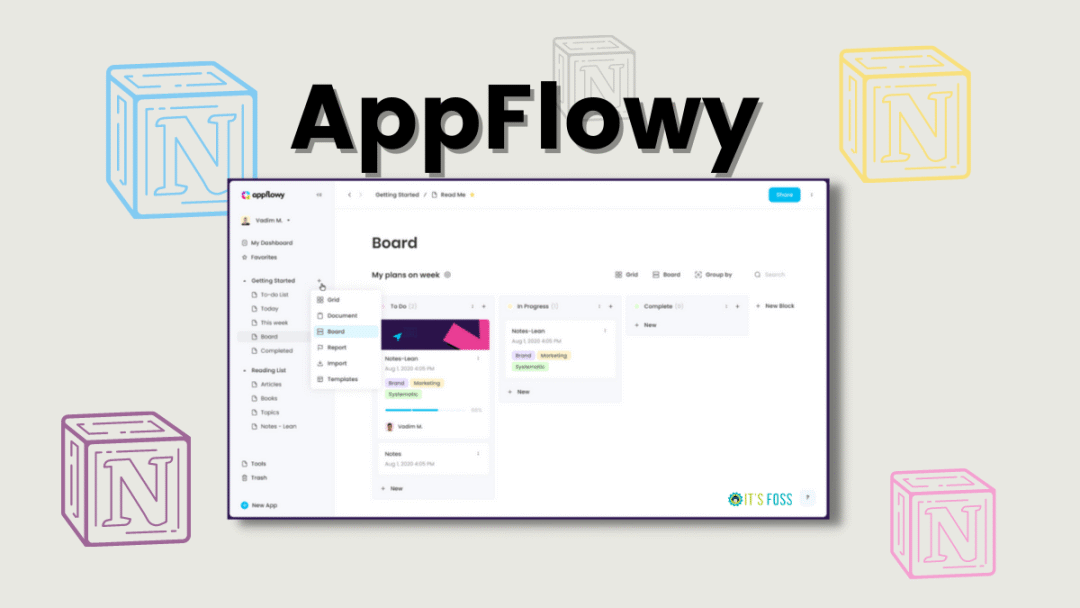 AppFlowy
N
N
N
N
N
appflowy
Getting Started / Read Me
Share
Vadim M.
My Dashboard
Favorites
Getting Started
To-do List
Today
This week
Board
Completed
Reading List
Articles
Books
Topics
Notes - Lean
Tools
Trash
New App
Grid
Document
Board
Report
Import
Templates
Board
My plans on week
Grid
Board
Group by
Search
To Do (2)
Notes-Lean
Aug 1, 2020 4:05 PM
Brand
Marketing
Systematic
Vadim M.
Notes
Aug 1, 2020 4:05 PM
+ New
In Progress (1)
Notes-Lean
Aug 1, 2020 4:05 PM
Brand
Marketing
Systematic
+ New
Complete (0)
+ New
+ New Block
IT'S FOSS
?